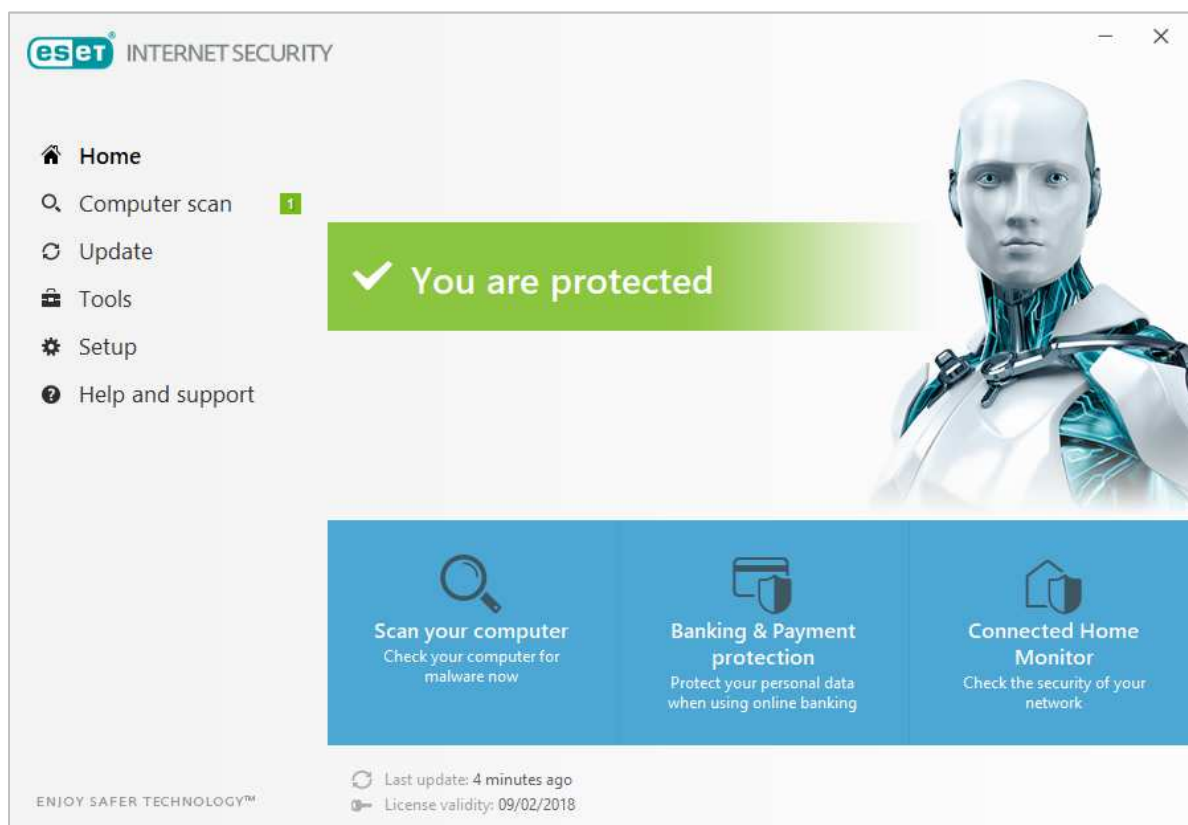 eseT® INTERNET SECURITY
Home
Computer scan 1
Update
Tools
Setup
Help and support
You are protected
Scan your computer
Check your computer for
malware now
Banking & Payment
protection
Protect your personal data
when using online banking
Connected Home
Monitor
Check the security of your
network
Last update: 4 minutes ago
License validity: 09/02/2018
ENJOY SAFER TECHNOLOGY™